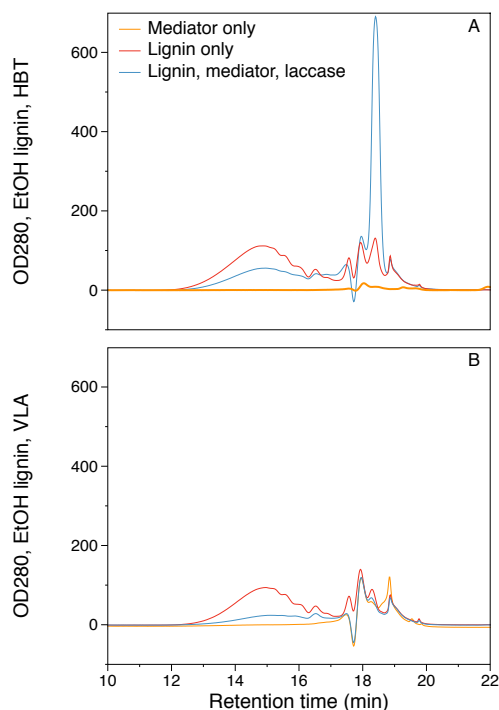 A
Mediator only
Lignin only
Lignin, mediator, laccase
OD280, EtOH lignin, HBT
600
400
200
0
B
OD280, EtOH lignin, VLA
600
400
200
0
10
12
14
16
18
20
22
Retention time (min)